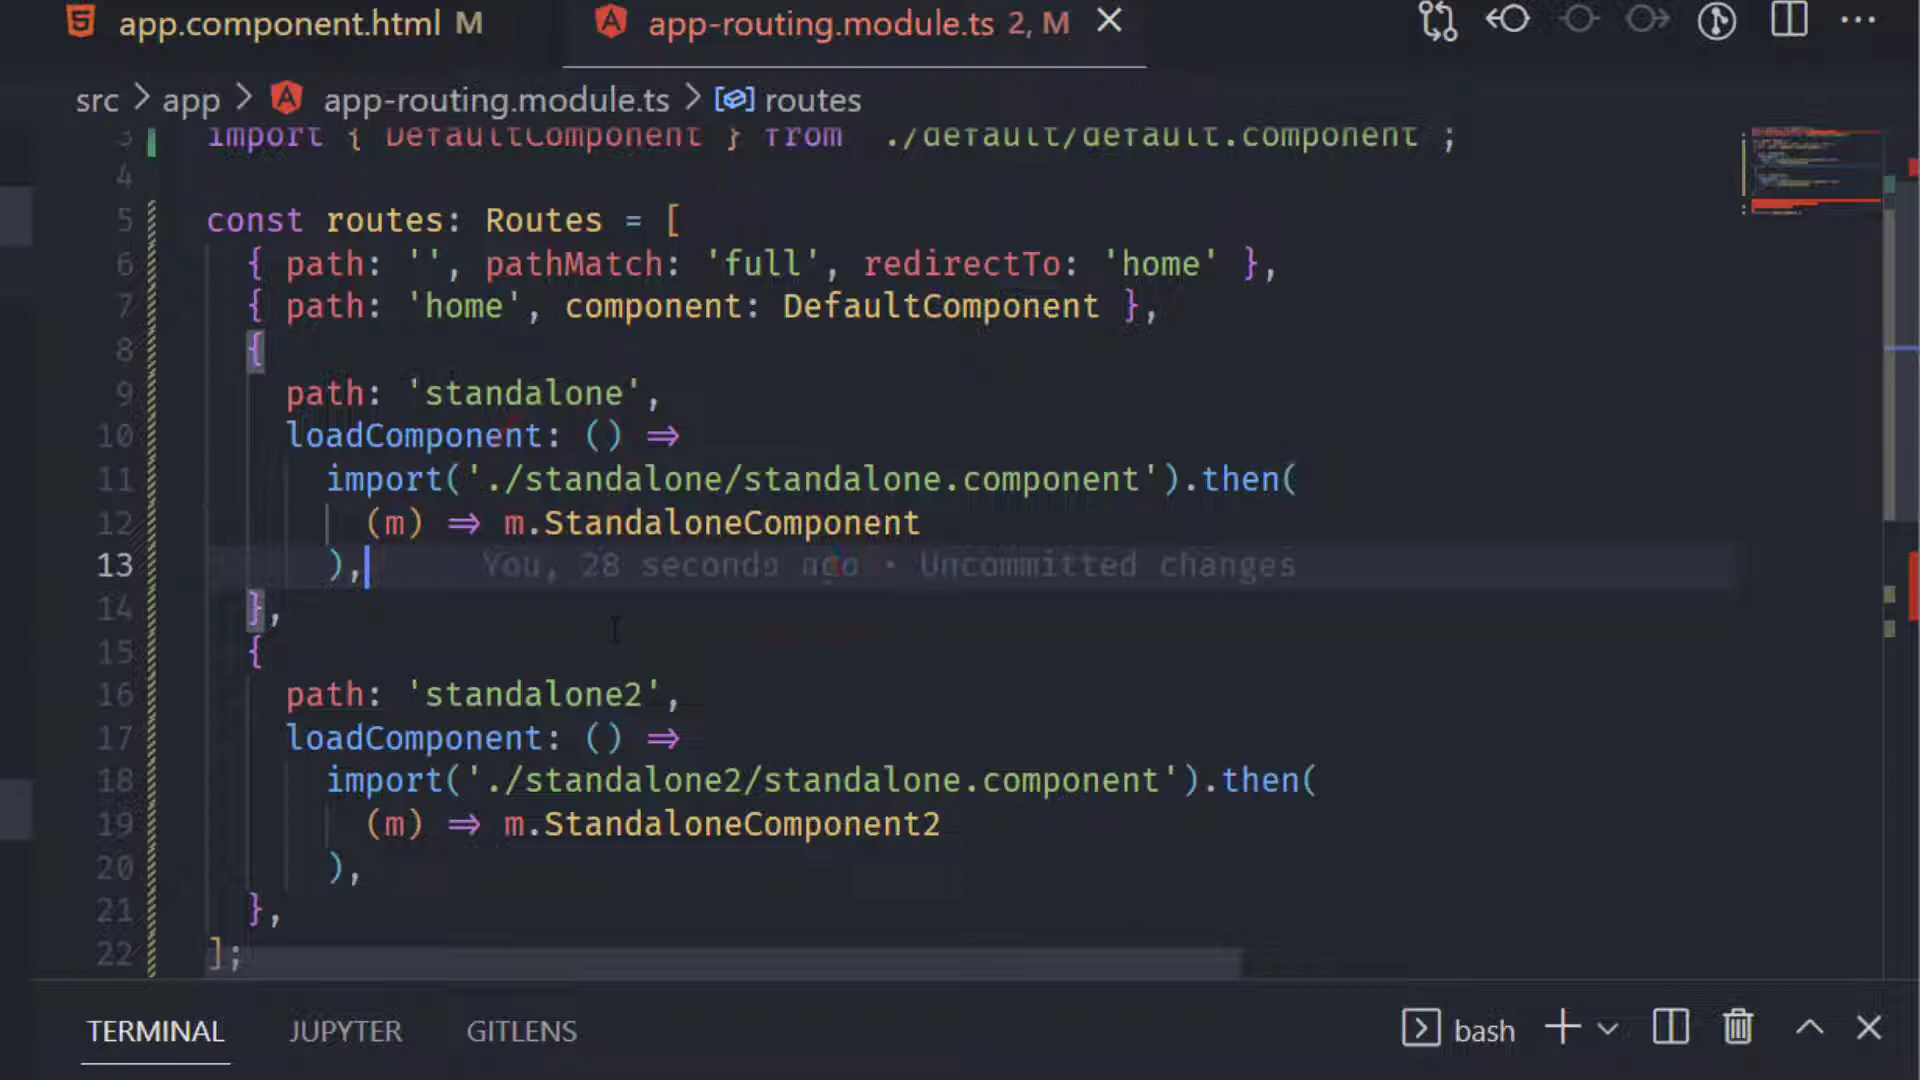 app.component.html M
app-routing.module.ts 2, M
src > app > app-routing.module.ts > routes
3 import { DefaultComponent } from './default/default.component';
4
5 const routes: Routes = [
6 { path: '', pathMatch: 'full', redirectTo: 'home' },
7 { path: 'home', component: DefaultComponent },
8 {
9 path: 'standalone',
10 loadComponent: () =>
11 import('./standalone/standalone.component').then(
12 (m) => m.StandaloneComponent
13 ), You, 28 seconds ago • Uncommitted changes
14 },
15 {
16 path: 'standalone2',
17 loadComponent: () =>
18 import('./standalone2/standalone.component').then(
19 (m) => m.StandaloneComponent2
20 ),
21 },
22 ];
TERMINAL JUPYTER GITLENS bash